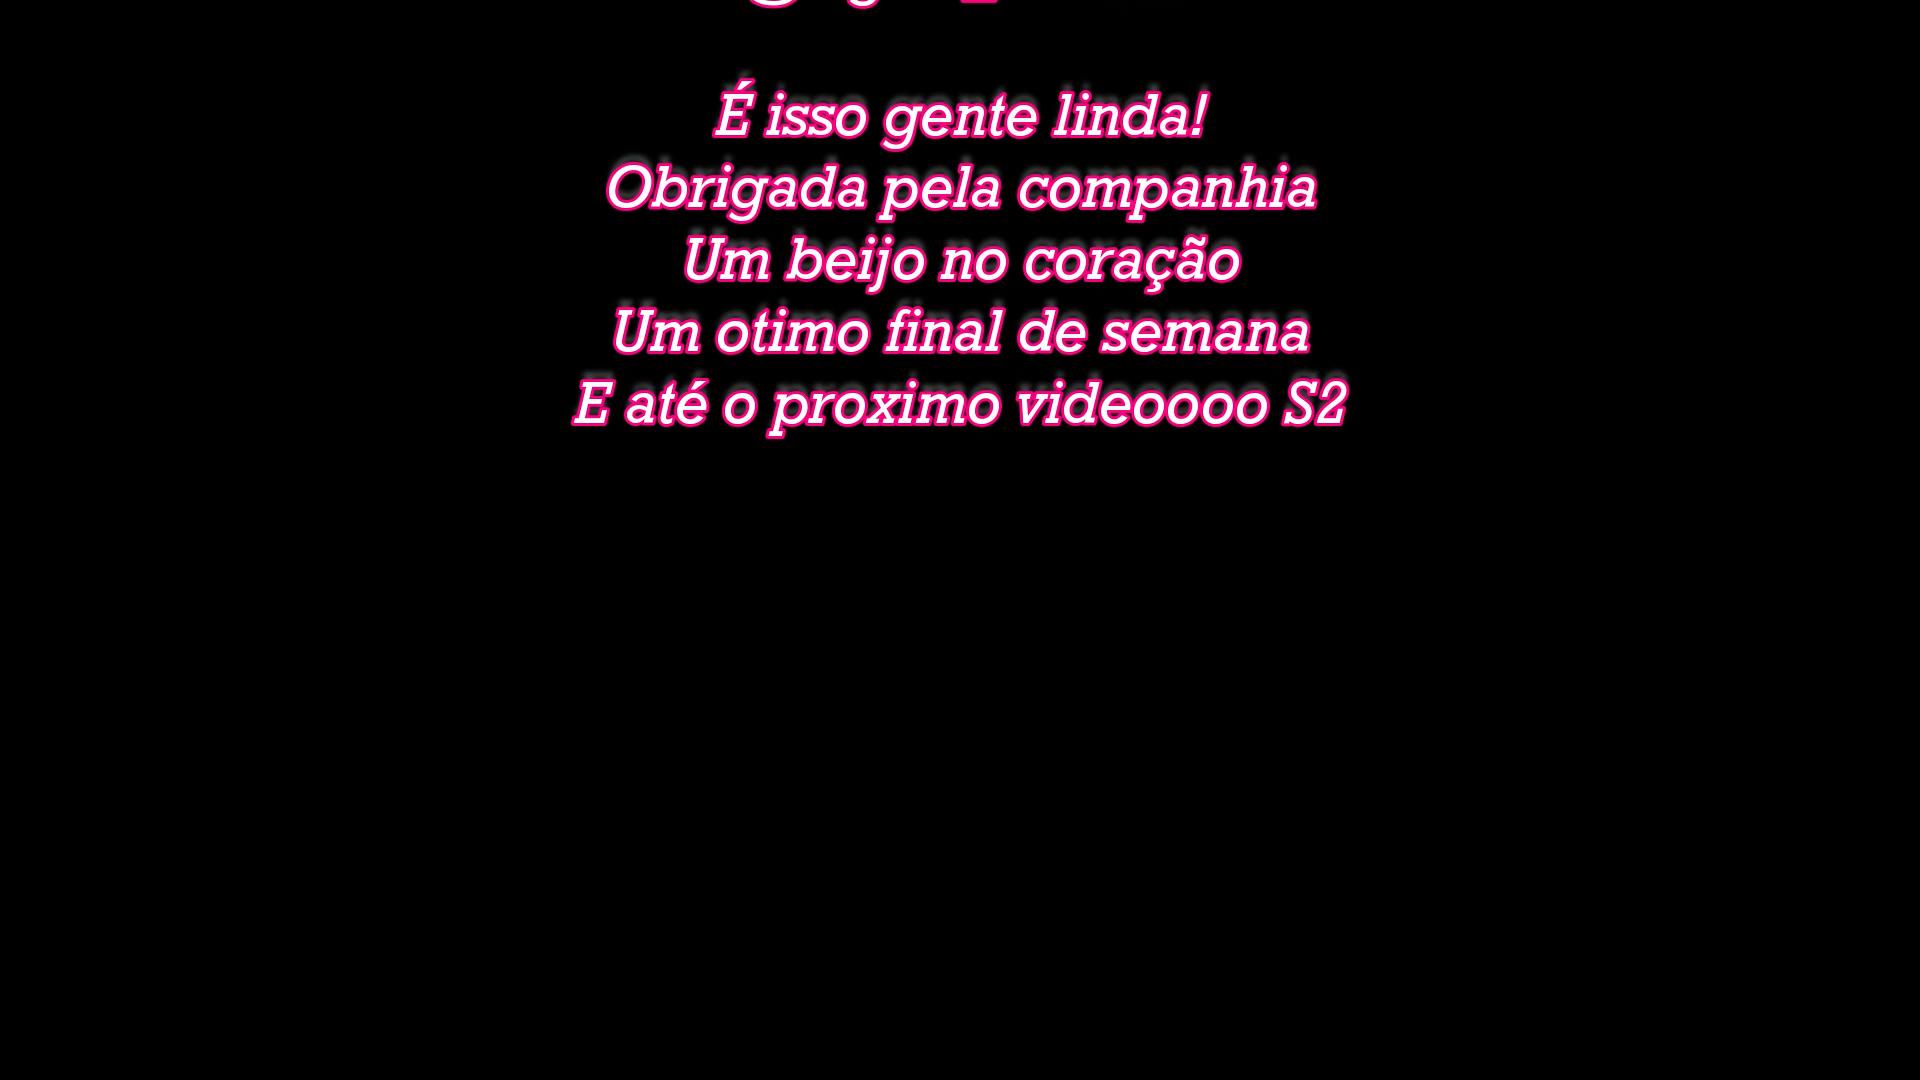 É isso gente linda!
Obrigada pela companhia
Um beijo no coração
Um otimo final de semana
E até o proximo videoooo S2